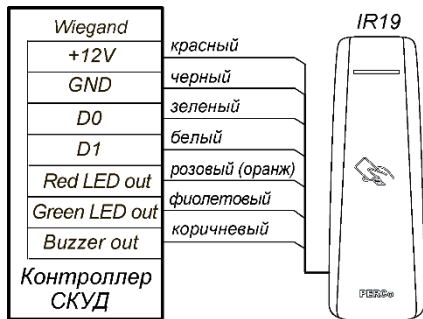 Wiegand
IR19
+12V красный
GND черный
D0 зеленый
D1 белый
Red LED out розовый (оранж)
Green LED out фиолетовый
Buzzer out коричневый
Контроллер
СКУД
PERCo